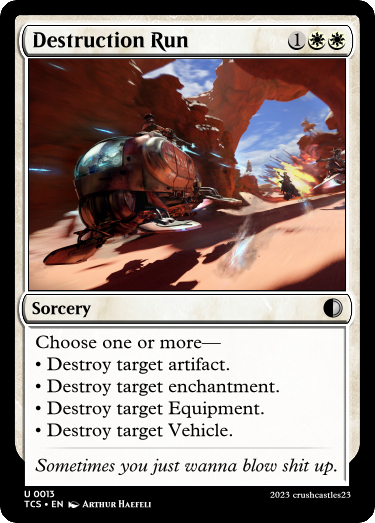 Destruction Run 1
Sorcery
Choose one or more—
• Destroy target artifact.
• Destroy target enchantment.
• Destroy target Equipment.
• Destroy target Vehicle.
Sometimes you just wanna blow shit up.
U 0013
TCS • EN Arthur Haefeli
2023 crushcastles23